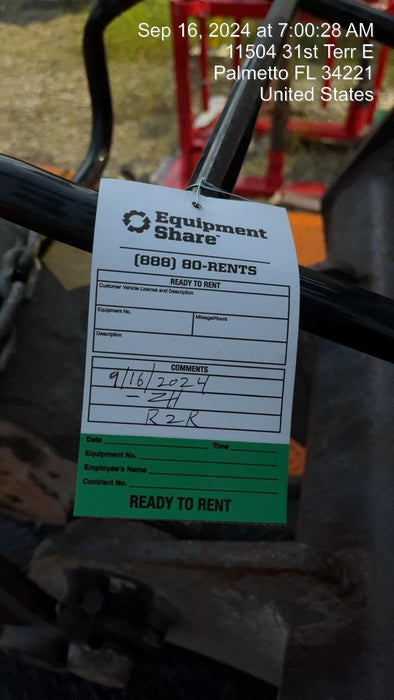 Sep 16, 2024 at 7:00:28 AM
11504 31st Terr E
Palmetto FL 34221
United States
Equipment
Share™
(888) 80-RENTS
READY TO RENT
Customer Vehicle License and Description
Equipment No.
Mileage/Hours
Description
COMMENTS
9/16/2024
- ZH
R2R
Date Time
Equipment No.
Employee's Name
Contract No.
READY TO RENT